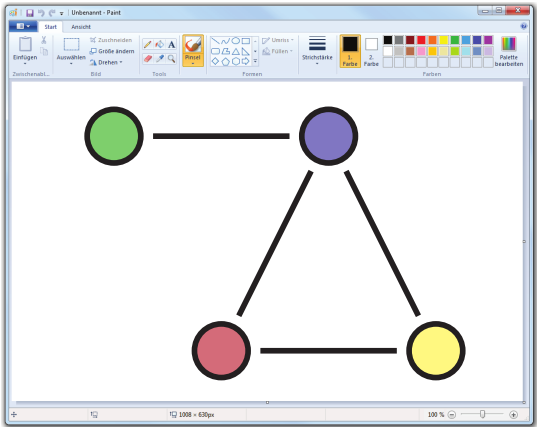 Unbenannt - Paint
Start Ansicht
Einfügen
Auswählen
Zuschneiden
Größe ändern
Drehen
A
Pinsel
Umriss
Füllen
Strichstärke
1. Farbe
2. Farbe
Palette bearbeiten
Zwischenabl...
Bild
Tools
Formen
Farben
1008 × 630px
100 %